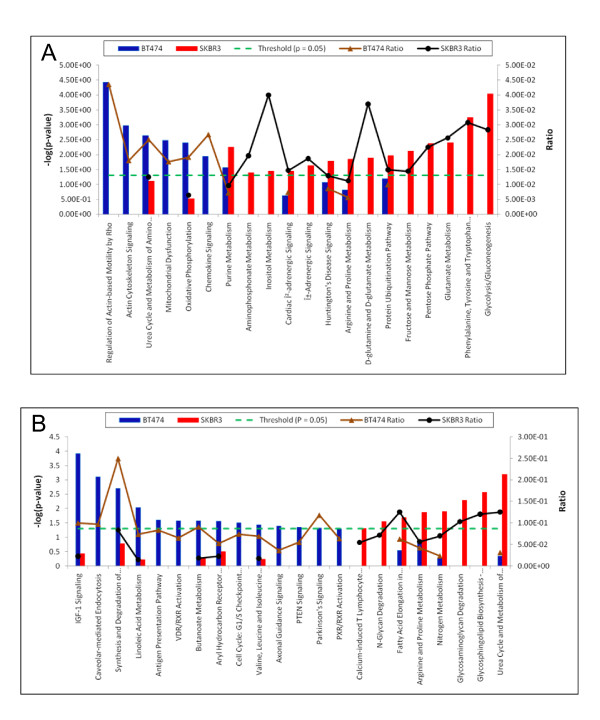 A
BT474
SKBR3
Threshold (p = 0.05)
BT474 Ratio
SKBR3 Ratio
-log(p-value)
5.00E+00
4.50E+00
4.00E+00
3.50E+00
3.00E+00
2.50E+00
2.00E+00
1.50E+00
1.00E+00
5.00E-01
0.00E+00
5.00E-02
4.50E-02
4.00E-02
3.50E-02
3.00E-02
2.50E-02
2.00E-02
1.50E-02
1.00E-02
5.00E-03
0.00E+00
Ratio
Regulation of Actin-based Motility by Rho
Actin Cytoskeleton Signaling
Urea Cycle and Metabolism of Amino...
Mitochondrial Dysfunction
Oxidative Phosphorylation
Chemokine Signaling
Purine Metabolism
Aminophosphonate Metabolism
Inositol Metabolism
Cardiac Î²-adrenergic Signaling
Î±-Adrenergic Signaling
Huntington's Disease Signaling
Arginine and Proline Metabolism
D-glutamine and D-glutamate Metabolism
Protein Ubiquitination Pathway
Fructose and Mannose Metabolism
Pentose Phosphate Pathway
Glutamate Metabolism
Phenylalanine, Tyrosine and Tryptophan...
Glycolysis/Gluconeogenesis
B
BT474
SKBR3
Threshold (P = 0.05)
BT474 Ratio
SKBR3 Ratio
-log(p-value)
4.5
4
3.5
3
2.5
2
1.5
1
0.5
0
3.00E-01
2.50E-01
2.00E-01
1.50E-01
1.00E-01
5.00E-02
0.00E+00
Ratio
IGF-1 Signaling
Caveolar-mediated Endocytosis
Synthesis and Degradation of...
Linoleic Acid Metabolism
Antigen Presentation Pathway
VDR/RXR Activation
Butanoate Metabolism
Aryl Hydrocarbon Receptor...
Cell Cycle: G1/S Checkpoint...
Valine, Leucine and Isoleucine...
Axonal Guidance Signaling
PTEN Signaling
Parkinson's Signaling
PXR/RXR Activation
Calcium-induced T Lymphocyte...
N-Glycan Degradation
Fatty Acid Elongation in...
Arginine and Proline Metabolism
Nitrogen Metabolism
Glycosaminoglycan Degradation
Glycosphingolipid Biosynthesis -...
Urea Cycle and Metabolism of...